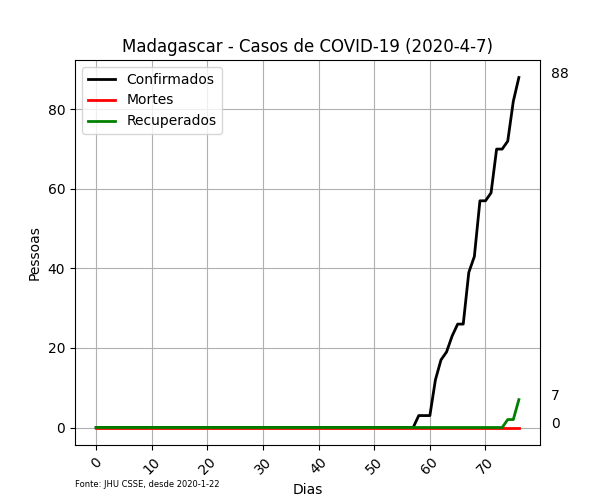 Madagascar - Casos de COVID-19 (2020-4-7)
Confirmados
Mortes
Recuperados
88
7
0
Pessoas
80
60
40
20
0
0 10 20 30 40 50 60 70
Dias
Fonte: JHU CSSE, desde 2020-1-22